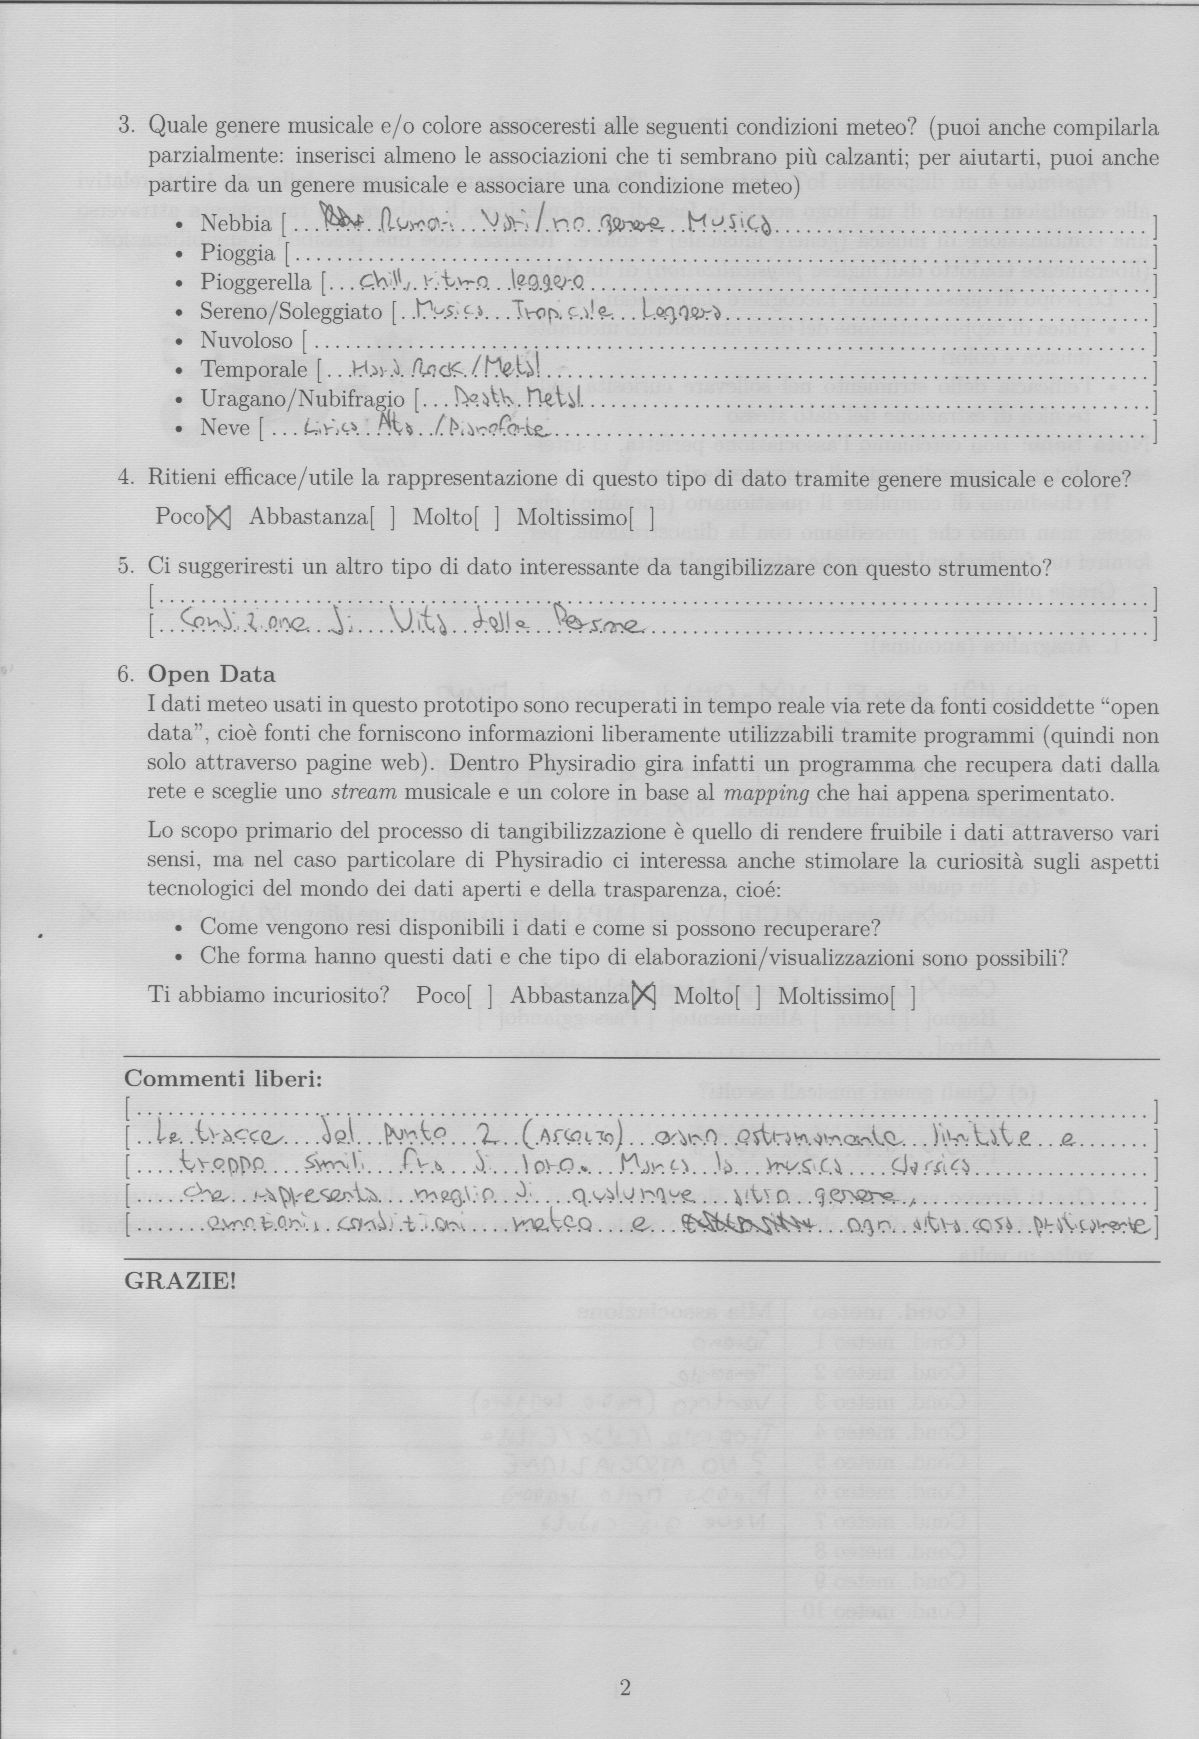 3. Quale genere musicale e/o colore assoceresti alle seguenti condizioni meteo? (puoi anche compilarla
parzialmente: inserisci almeno le associazioni che ti sembrano più calzanti; per aiutarti, puoi anche
partire da un genere musicale e associare una condizione meteo)
• Nebbia [ Rumori Vari/no genere Musica ]
• Pioggia [ ]
• Pioggerella [ Chill, ritmo leggero ]
• Sereno/Soleggiato [ Musica Tropicale Leggera ]
• Nuvoloso [ ]
• Temporale [ Hard Rock/Metal ]
• Uragano/Nubifragio [ Death Metal ]
• Neve [ Lirica Alta /Pianoforte ]
4. Ritieni efficace/utile la rappresentazione di questo tipo di dato tramite genere musicale e colore?
Poco[X] Abbastanza[ ] Molto[ ] Moltissimo[ ]
5. Ci suggeriresti un altro tipo di dato interessante da tangibilizzare con questo strumento?
[ ]
[ Condizione di Vita delle Persone ]
6. Open Data
I dati meteo usati in questo prototipo sono recuperati in tempo reale via rete da fonti cosiddette “open
data”, cioè fonti che forniscono informazioni liberamente utilizzabili tramite programmi (quindi non
solo attraverso pagine web). Dentro Physiradio gira infatti un programma che recupera dati dalla
rete e sceglie uno stream musicale e un colore in base al mapping che hai appena sperimentato.
Lo scopo primario del processo di tangibilizzazione è quello di rendere fruibile i dati attraverso vari
sensi, ma nel caso particolare di Physiradio ci interessa anche stimolare la curiosità sugli aspetti
tecnologici del mondo dei dati aperti e della trasparenza, cioé:
• Come vengono resi disponibili i dati e come si possono recuperare?
• Che forma hanno questi dati e che tipo di elaborazioni/visualizzazioni sono possibili?
Ti abbiamo incuriosito? Poco[ ] Abbastanza[X] Molto[ ] Moltissimo[ ]
Commenti liberi:
[ ]
[ Le tracce del punto 2 (ASCOLTO) erano estremamente limitate e ]
[ troppo simili fra di loro. Manca la musica classica ]
[ che rappresenta meglio di qualunque altro genere, ]
[ emozioni, condizioni meteo e ogni altra cosa praticamente ]
GRAZIE!
2